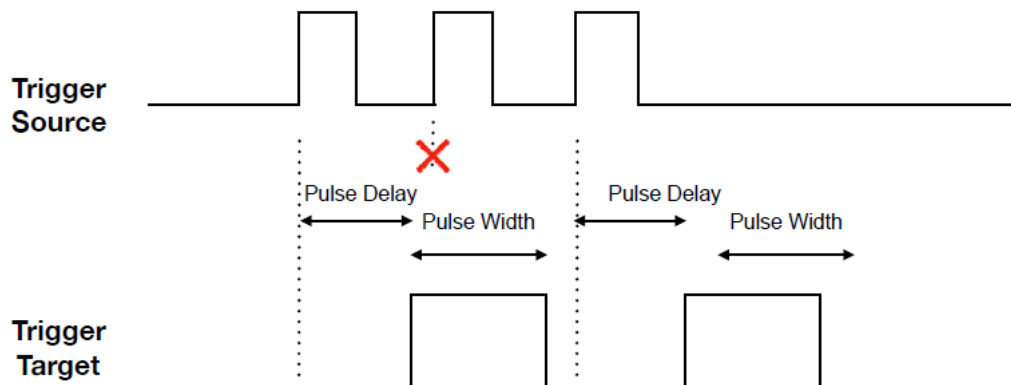 Trigger
Source
Pulse Delay
Pulse Delay
Pulse Width
Pulse Width
Trigger
Target